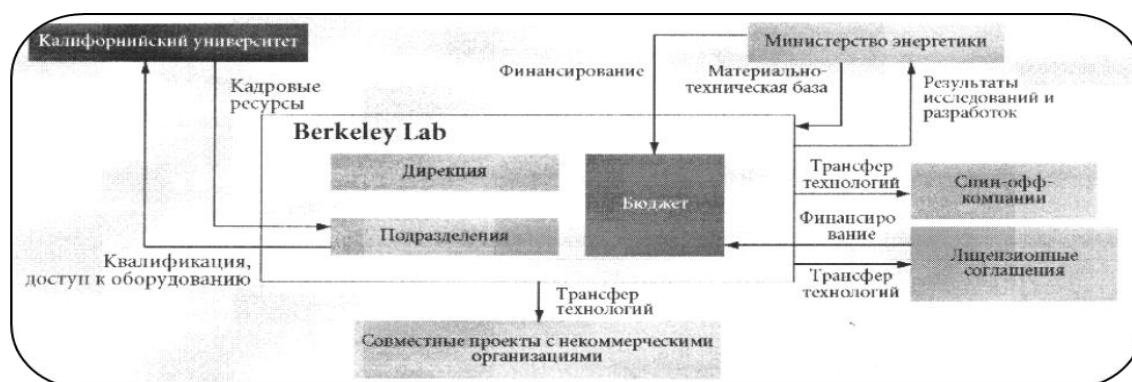 Калифорнийский университет
Министерство энергетики
Финансирование
Материально-
техническая база
Кадровые
ресурсы
Результаты
исследований и
разработок
Berkeley Lab
Дирекция
Бюджет
Трансфер
технологий
Спин-офф-
компании
Подразделения
Финансиро
вание
Лицензионные
соглашения
Квалификация,
доступ к оборудованию
Трансфер
технологий
Трансфер
технологий
Совместные проекты с некоммерческими
организациями